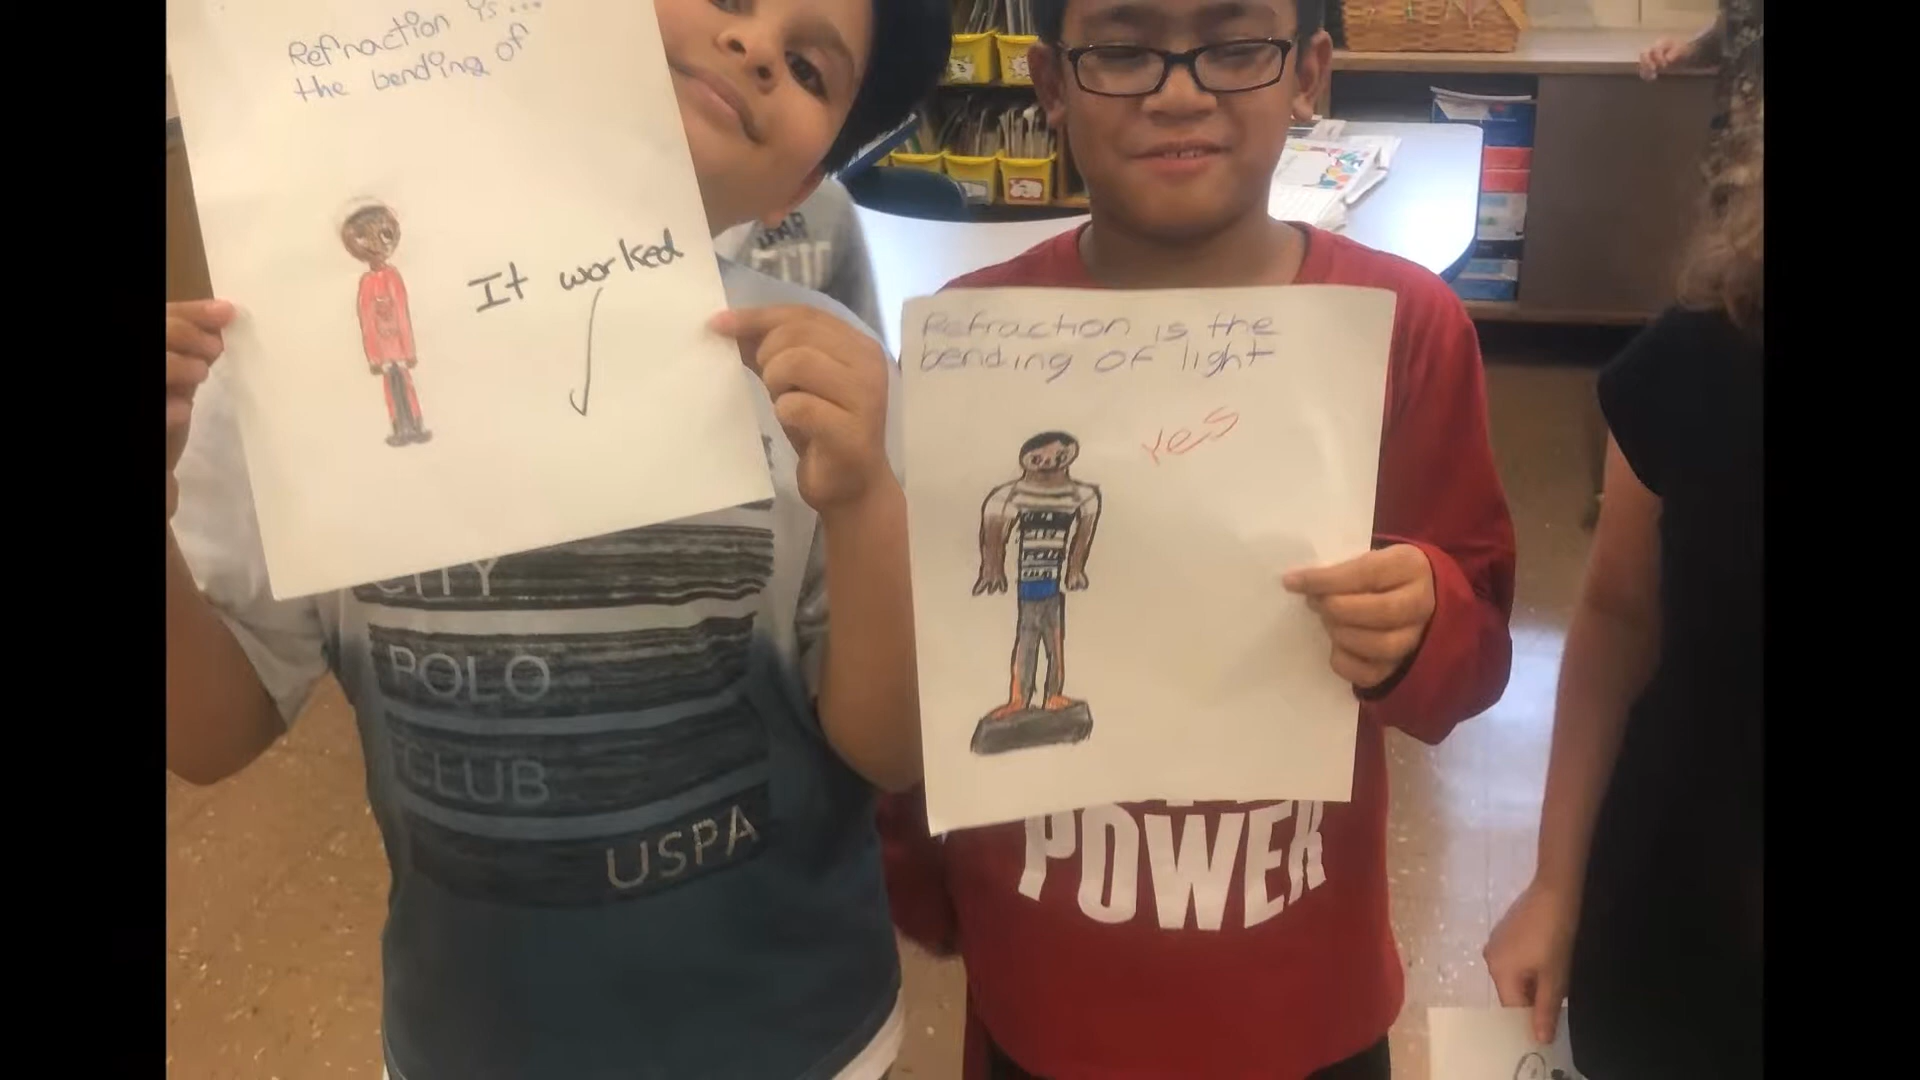 Refraction is...
the bending of
It worked
Refraction is the
bending of light
yes
CITY
POLO
CLUB
USPA
POWER